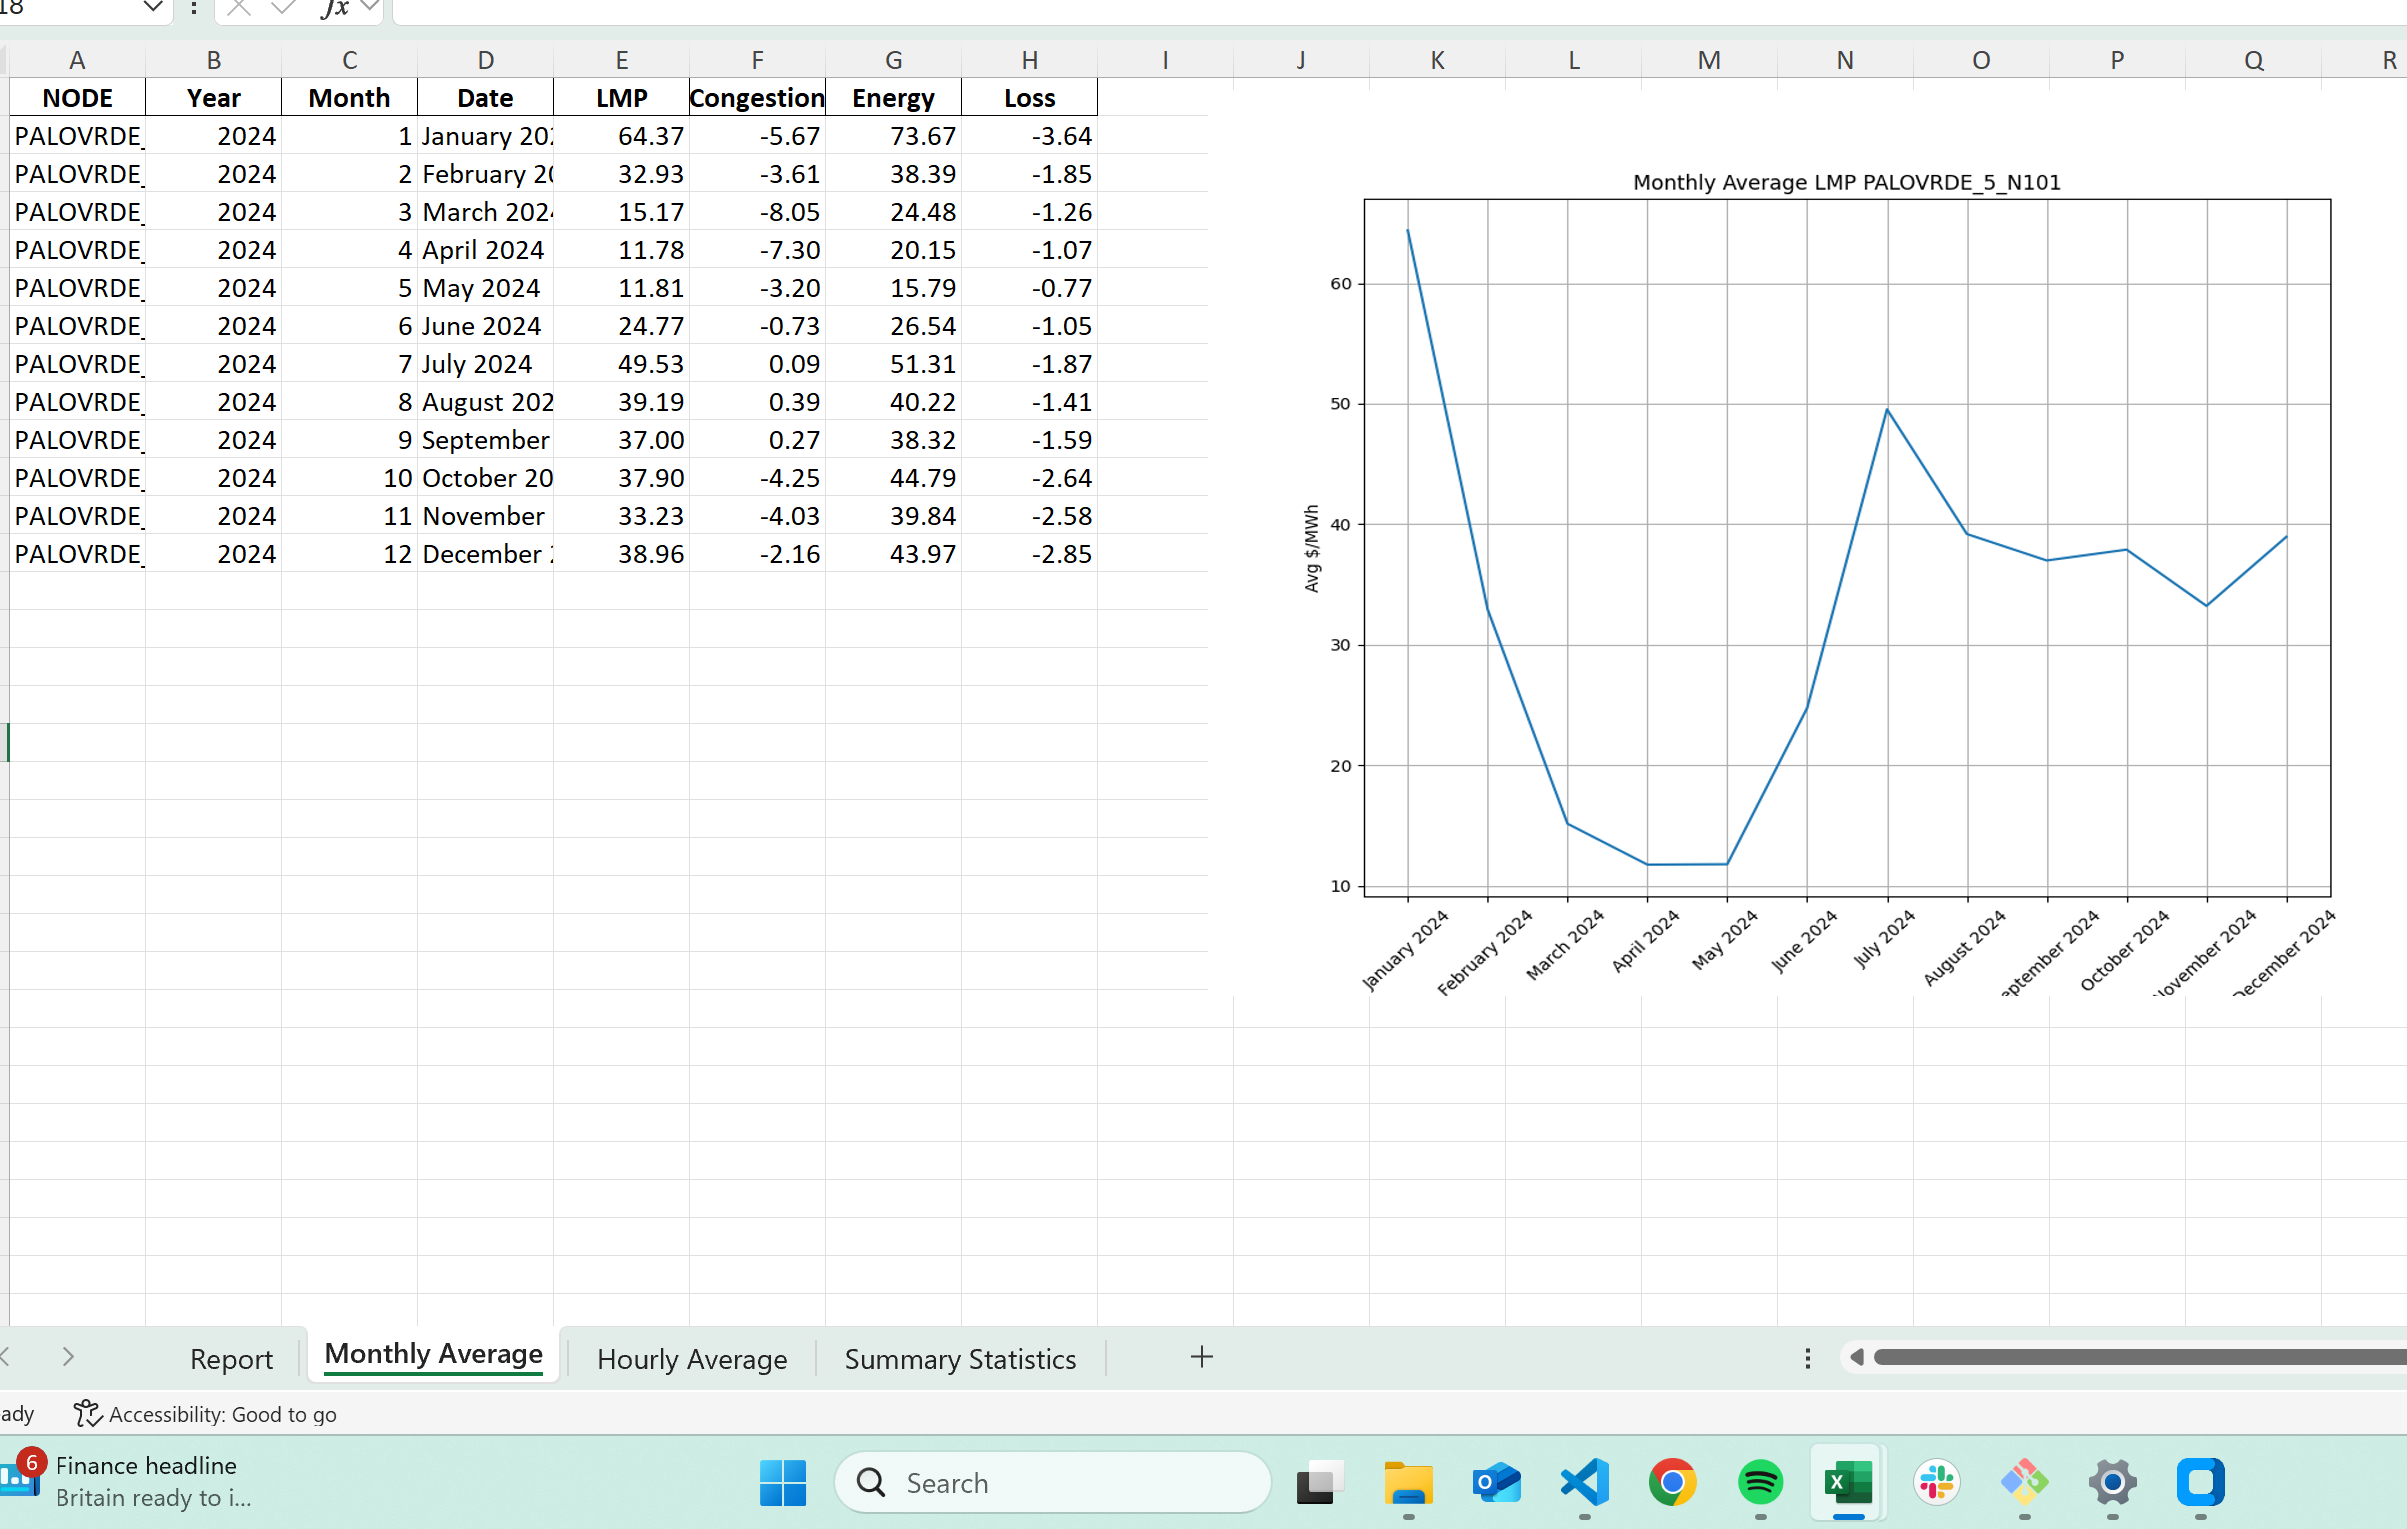 18
fx
A B C D E F G H I J K L M N O P Q R
NODE Year Month Date LMP Congestion Energy Loss
PALOVRDE_ 2024 1 January 202 64.37 -5.67 73.67 -3.64
PALOVRDE_ 2024 2 February 20 32.93 -3.61 38.39 -1.85
PALOVRDE_ 2024 3 March 2024 15.17 -8.05 24.48 -1.26
PALOVRDE_ 2024 4 April 2024 11.78 -7.30 20.15 -1.07
PALOVRDE_ 2024 5 May 2024 11.81 -3.20 15.79 -0.77
PALOVRDE_ 2024 6 June 2024 24.77 -0.73 26.54 -1.05
PALOVRDE_ 2024 7 July 2024 49.53 0.09 51.31 -1.87
PALOVRDE_ 2024 8 August 202 39.19 0.39 40.22 -1.41
PALOVRDE_ 2024 9 September 37.00 0.27 38.32 -1.59
PALOVRDE_ 2024 10 October 20 37.90 -4.25 44.79 -2.64
PALOVRDE_ 2024 11 November 33.23 -4.03 39.84 -2.58
PALOVRDE_ 2024 12 December 38.96 -2.16 43.97 -2.85
Monthly Average LMP PALOVRDE_5_N101
Avg $/MWh
60
50
40
30
20
10
January 2024 February 2024 March 2024 April 2024 May 2024 June 2024 July 2024 August 2024 eptember 2024 October 2024 ovember 2024 ecember 2024
Report Monthly Average Hourly Average Summary Statistics +
ady Accessibility: Good to go
6
Finance headline
Britain ready to i...
Search